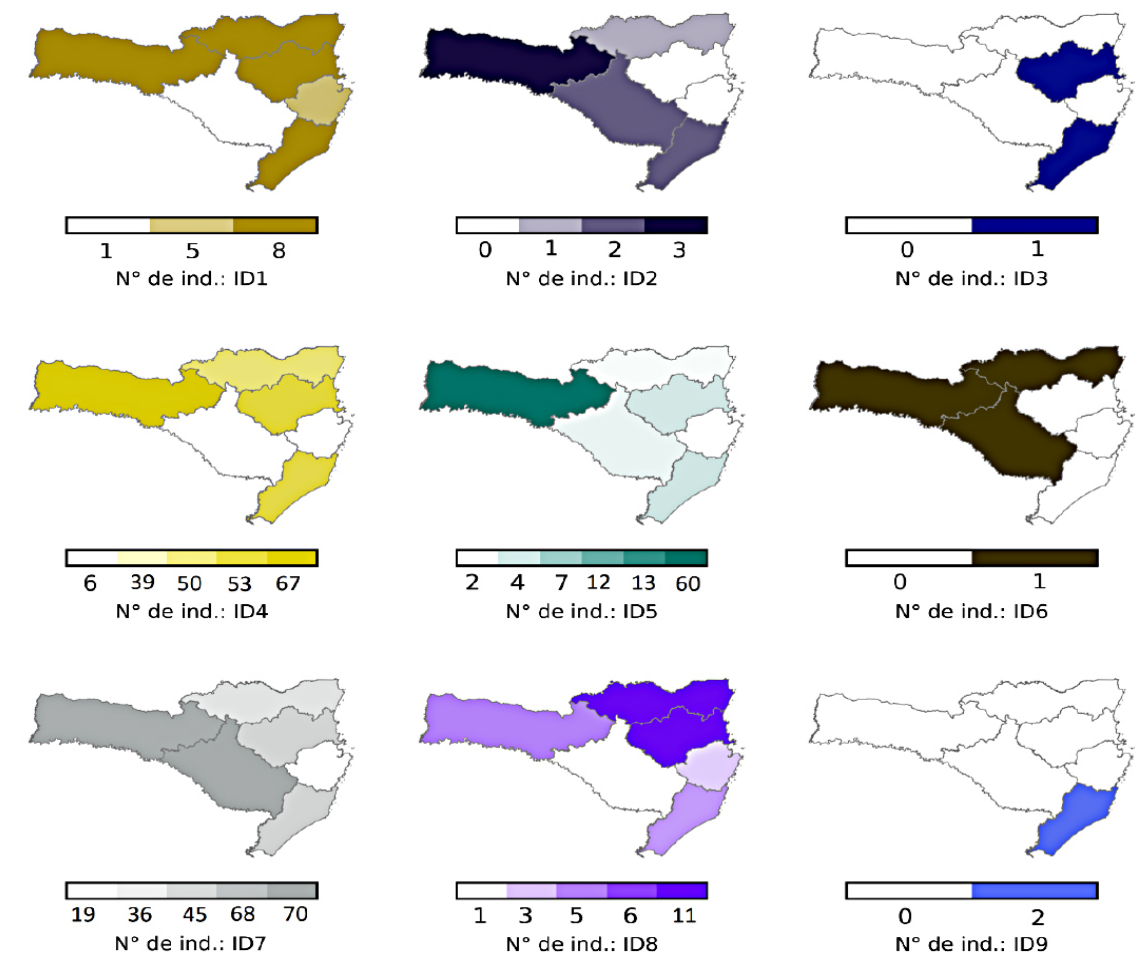 1 5 8
N° de ind.: ID1
0 1 2 3
N° de ind.: ID2
0 1
N° de ind.: ID3
6 39 50 53 67
N° de ind.: ID4
2 4 7 12 13 60
N° de ind.: ID5
0 1
N° de ind.: ID6
19 36 45 68 70
N° de ind.: ID7
1 3 5 6 11
N° de ind.: ID8
0 2
N° de ind.: ID9